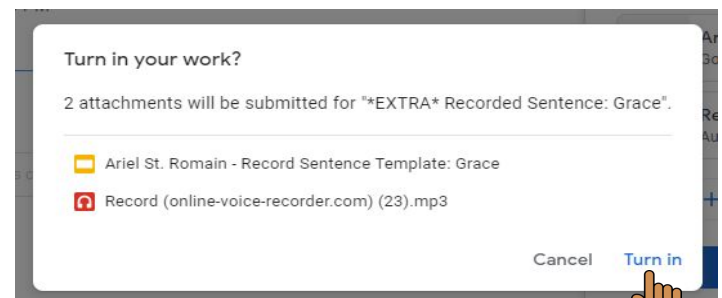 Turn in your work?
2 attachments will be submitted for "*EXTRA* Recorded Sentence: Grace".
Ariel St. Romain - Record Sentence Template: Grace
Record (online-voice-recorder.com) (23).mp3
Cancel Turn in